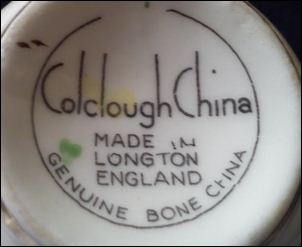 Colclough China
MADE IN
LONGTON
ENGLAND
GENUINE BONE CHINA